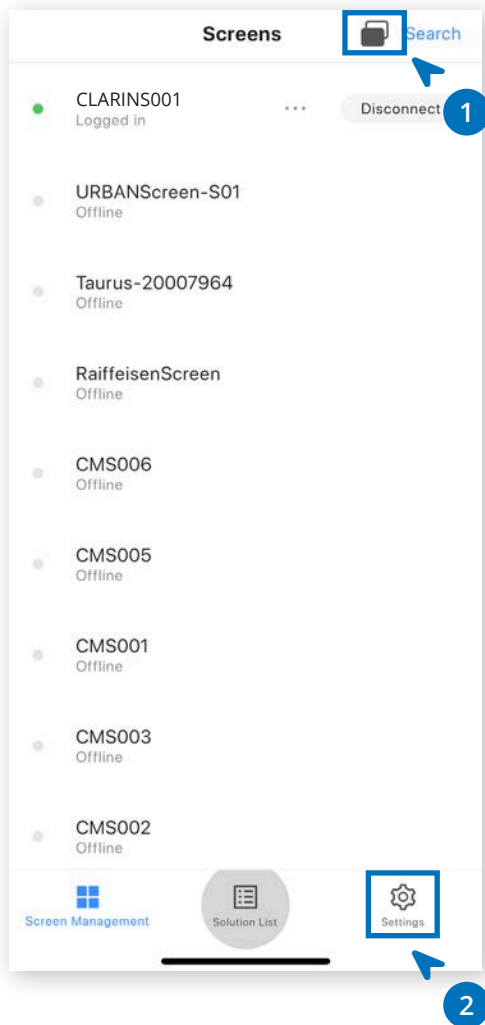 Screens Search
1
CLARINS001 ... Disconnect
Logged in
URBANScreen-S01
Offline
Taurus-20007964
Offline
RaiffeisenScreen
Offline
CMS006
Offline
CMS005
Offline
CMS001
Offline
CMS003
Offline
CMS002
Offline
Screen Management Solution List Settings
2